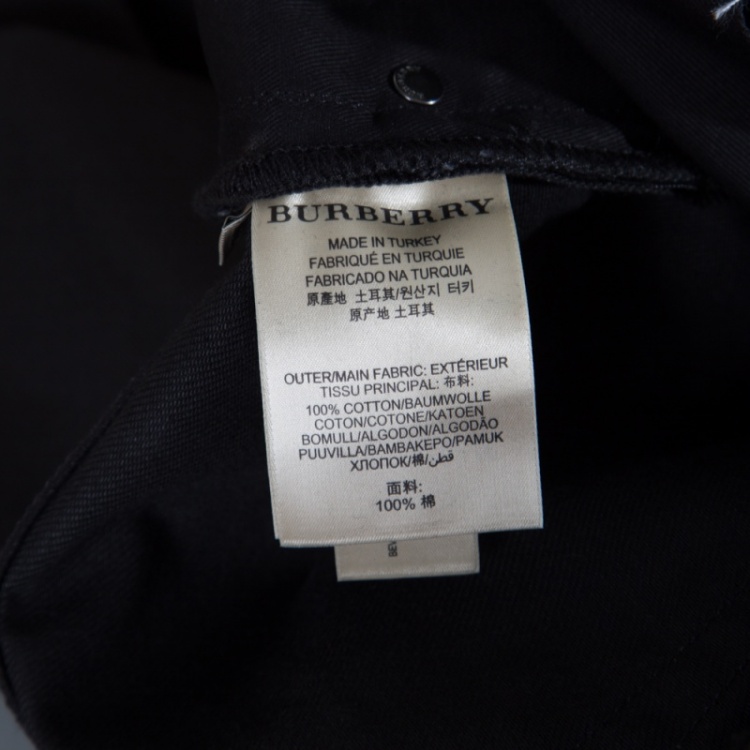 BURBERRY
MADE IN TURKEY
FABRIQUÉ EN TURQUIE
FABRICADO NA TURQUIA
原產地 土耳其/원산지 터키
原产地 土耳其
OUTER/MAIN FABRIC: EXTÉRIEUR
TISSU PRINCIPAL: 布料:
100% COTTON/BAUMWOLLE
COTON/COTONE/KATOEN
BOMULL/ALGODON/ALGODÃO
PUUVILLA/ΒΑΜΒΑΚΕΡΟ/PAMUK
ХЛОПОК/棉/قطن
面料:
100% 棉